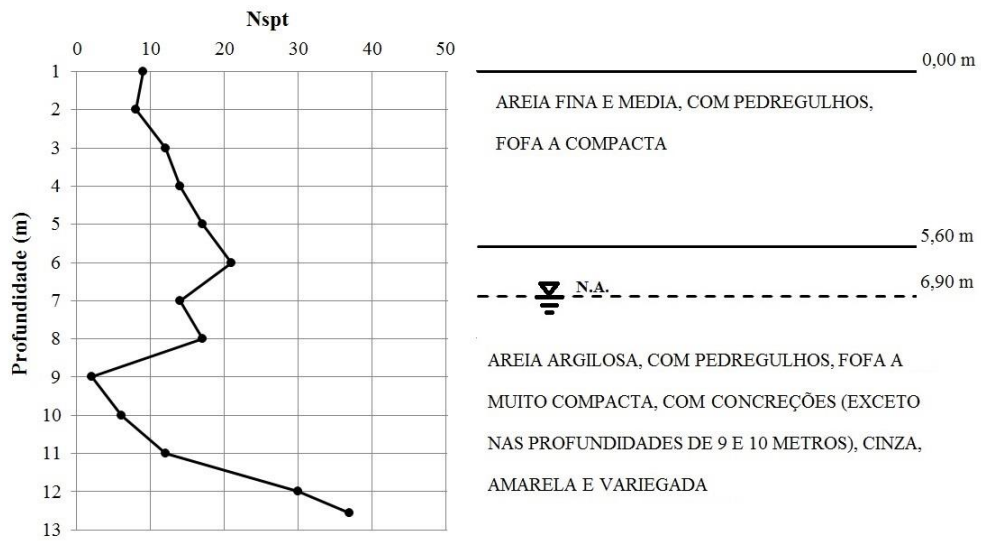 Nspt
0 10 20 30 40 50
Profundidade (m)
1
2
3
4
5
6
7
8
9
10
11
12
13
0,00 m
AREIA FINA E MEDIA, COM PEDREGULHOS,
FOFA A COMPACTA
5,60 m
6,90 m
N.A.
AREIA ARGILOSA, COM PEDREGULHOS, FOFA A
MUITO COMPACTA, COM CONCREÇÕES (EXCETO
NAS PROFUNDIDADES DE 9 E 10 METROS), CINZA,
AMARELA E VARIEGADA